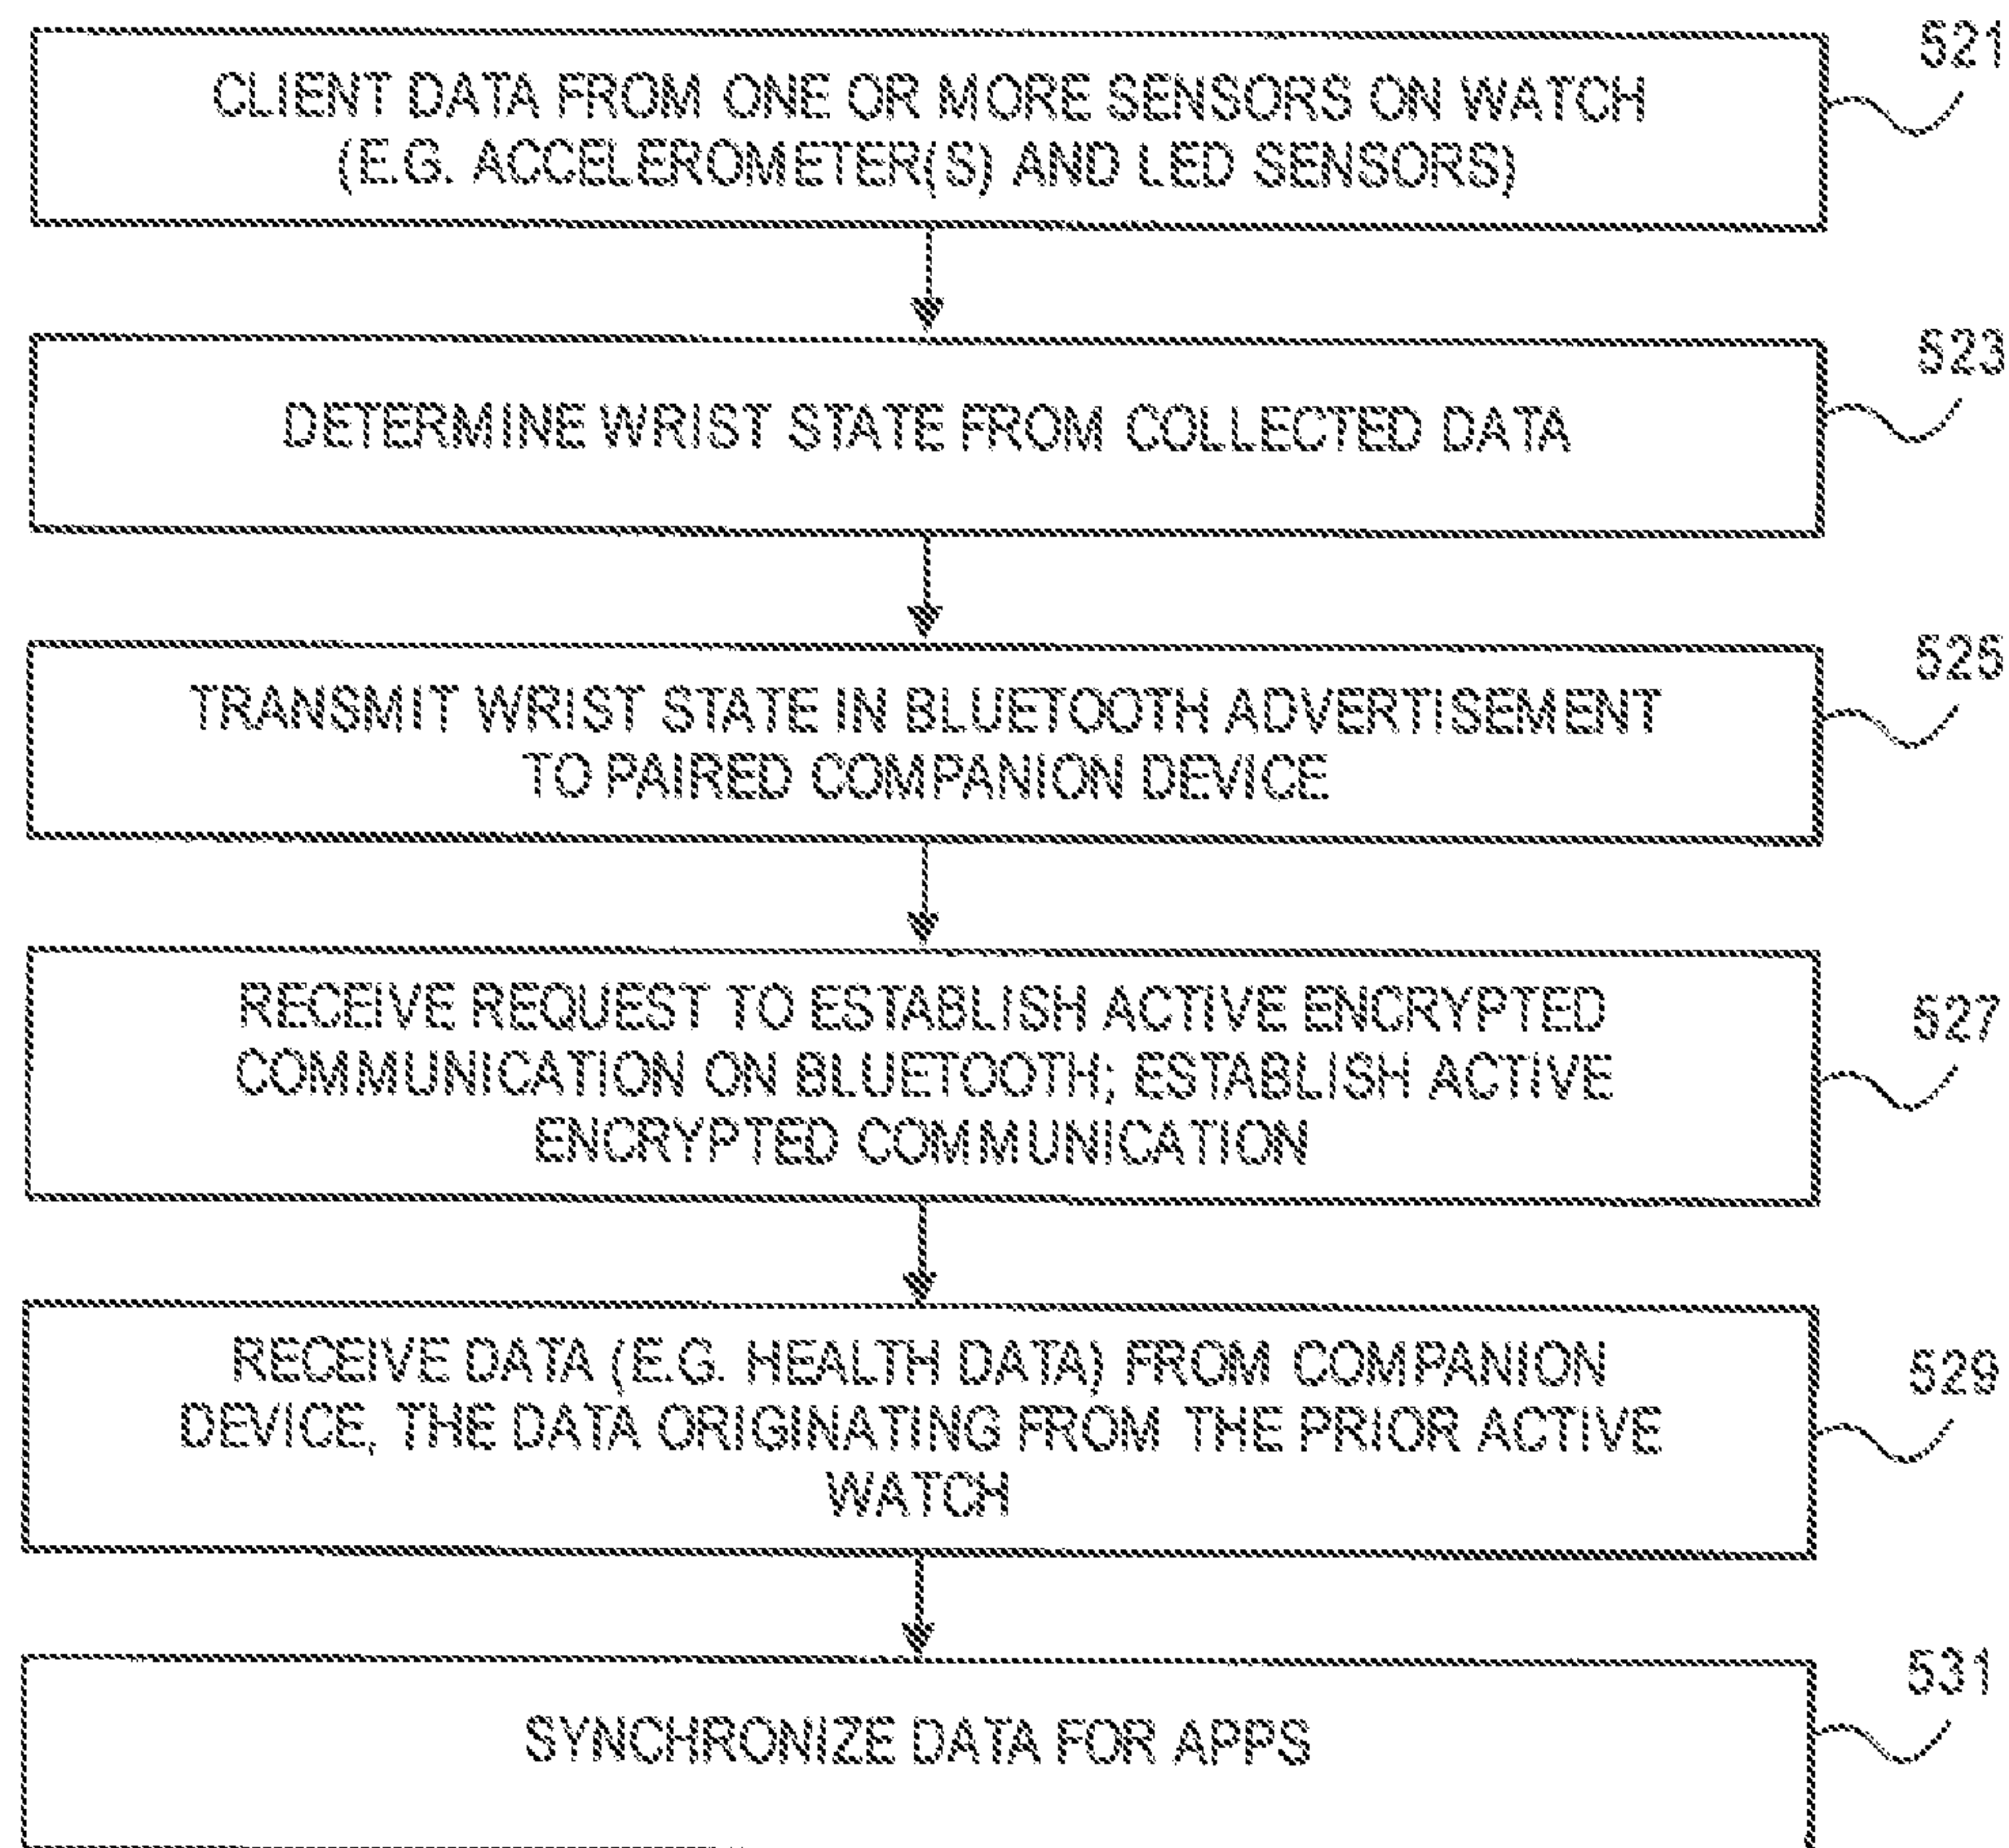 521
CLIENT DATA FROM ONE OR MORE SENSORS ON WATCH
(E.G. ACCELEROMETER(S) AND LED SENSORS)
523
DETERMINE WRIST STATE FROM COLLECTED DATA
525
TRANSMIT WRIST STATE IN BLUETOOTH ADVERTISEMENT
TO PAIRED COMPANION DEVICE
527
RECEIVE REQUEST TO ESTABLISH ACTIVE ENCRYPTED
COMMUNICATION ON BLUETOOTH; ESTABLISH ACTIVE
ENCRYPTED COMMUNICATION
529
RECEIVE DATA (E.G. HEALTH DATA) FROM COMPANION
DEVICE, THE DATA ORIGINATING FROM THE PRIOR ACTIVE
WATCH
531
SYNCHRONIZE DATA FOR APPS